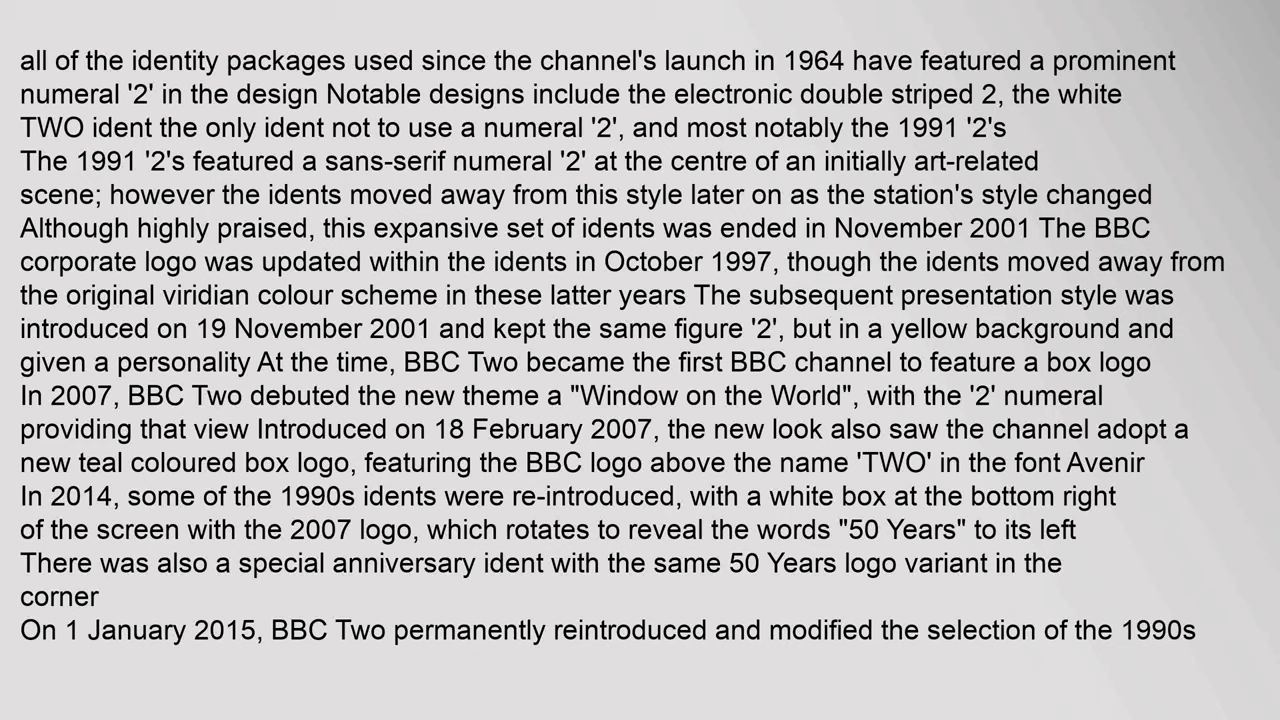 all of the identity packages used since the channel's launch in 1964 have featured a prominent
numeral '2' in the design Notable designs include the electronic double striped 2, the white
TWO ident the only ident not to use a numeral '2', and most notably the 1991 '2's
The 1991 '2's featured a sans-serif numeral '2' at the centre of an initially art-related
scene; however the idents moved away from this style later on as the station's style changed
Although highly praised, this expansive set of idents was ended in November 2001 The BBC
corporate logo was updated within the idents in October 1997, though the idents moved away from
the original viridian colour scheme in these latter years The subsequent presentation style was
introduced on 19 November 2001 and kept the same figure '2', but in a yellow background and
given a personality At the time, BBC Two became the first BBC channel to feature a box logo
In 2007, BBC Two debuted the new theme a "Window on the World", with the '2' numeral
providing that view Introduced on 18 February 2007, the new look also saw the channel adopt a
new teal coloured box logo, featuring the BBC logo above the name 'TWO' in the font Avenir
In 2014, some of the 1990s idents were re-introduced, with a white box at the bottom right
of the screen with the 2007 logo, which rotates to reveal the words "50 Years" to its left
There was also a special anniversary ident with the same 50 Years logo variant in the
corner
On 1 January 2015, BBC Two permanently reintroduced and modified the selection of the 1990s